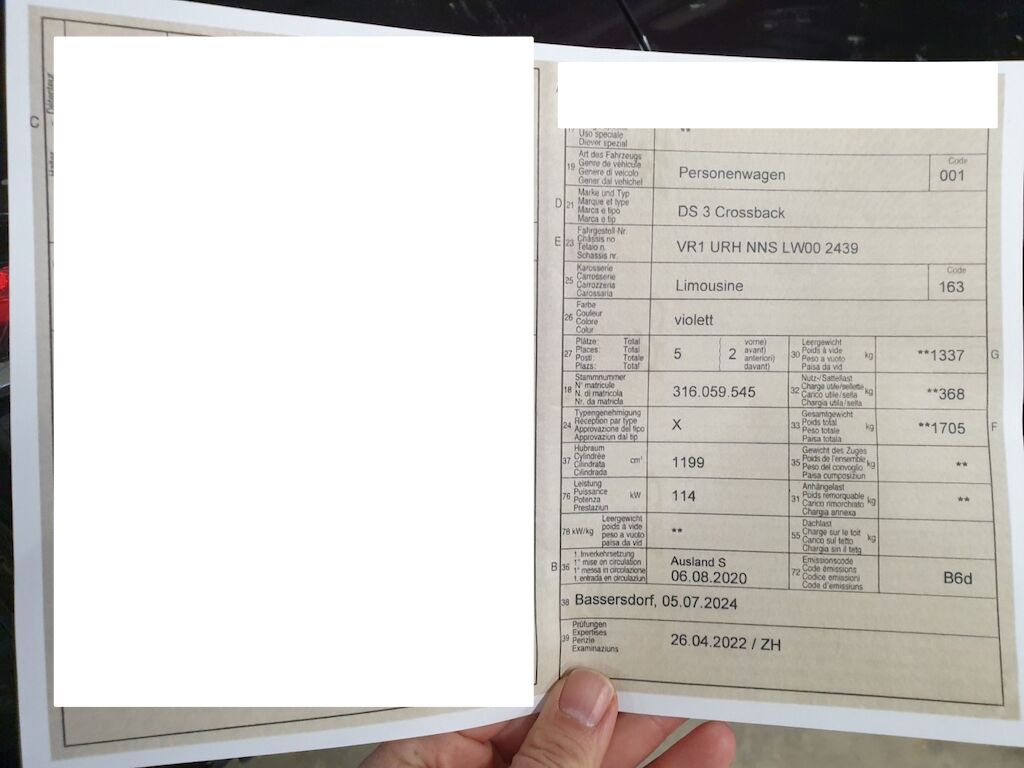 C
Uso speciale
Diever spezial
**
19 Art des Fahrzeugs
Genre de véhicule
Genere di veicolo
Gener dal vehichel
Personenwagen
Code
001
D 21 Marke und Typ
Marque et type
Marca e tipo
Marca e tip
DS 3 Crossback
E 23 Fahrgestell-Nr.
Châssis no
Telaio n.
Schassis nr.
VR1 URH NNS LW00 2439
25 Karosserie
Carrosserie
Carrozzeria
Carossaria
Limousine
Code
163
26 Farbe
Couleur
Colore
Colur
violett
27 Plätze: Total
Places: Total
Posti: Totale
Plazs: Total
5
2
vorne)
avant)
anteriori)
davant)
30 Leergewicht
Poids à vide
Peso a vuoto
Paisa da vid
kg
**1337
G
18 Stammnummer
N° matricule
N. di matricola
Nr. da matricla
316.059.545
32 Nutz-/Sattellast
Charge utile/sellette
Carico utile/sella
Chargia utila/sella
kg
**368
24 Typengenehmigung
Réception par type
Approvazione del tipo
Approvaziun dal tip
X
33 Gesamtgewicht
Poids total
Peso totale
Paisa totala
kg
**1705
F
37 Hubraum
Cylindrée
Cilindrata
Cilindrada
cm³
1199
35 Gewicht des Zuges
Poids de l'ensemble
Peso del convoglio
Paisa cumposiziun
kg
**
76 Leistung
Puissance
Potenza
Prestaziun
kW
114
31 Anhängelast
Poids remorquable
Carico rimorchiato
Chargia annexa
kg
**
78 kW/kg
Leergewicht
poids à vide
peso a vuoto
paisa da vid
**
55 Dachlast
Charge sur le toit
Carico sul tetto
Chargia sin il tetg
kg
B 36 1. Inverkehrsetzung
1re mise en circulation
1a messa in circolazione
1. entrada en circulaziun
Ausland S
06.08.2020
72 Emissionscode
Code émissions
Codice emissioni
Code d'emissiuns
B6d
38 Bassersdorf, 05.07.2024
39 Prüfungen
Expertises
Perizie
Examinaziuns
26.04.2022 / ZH